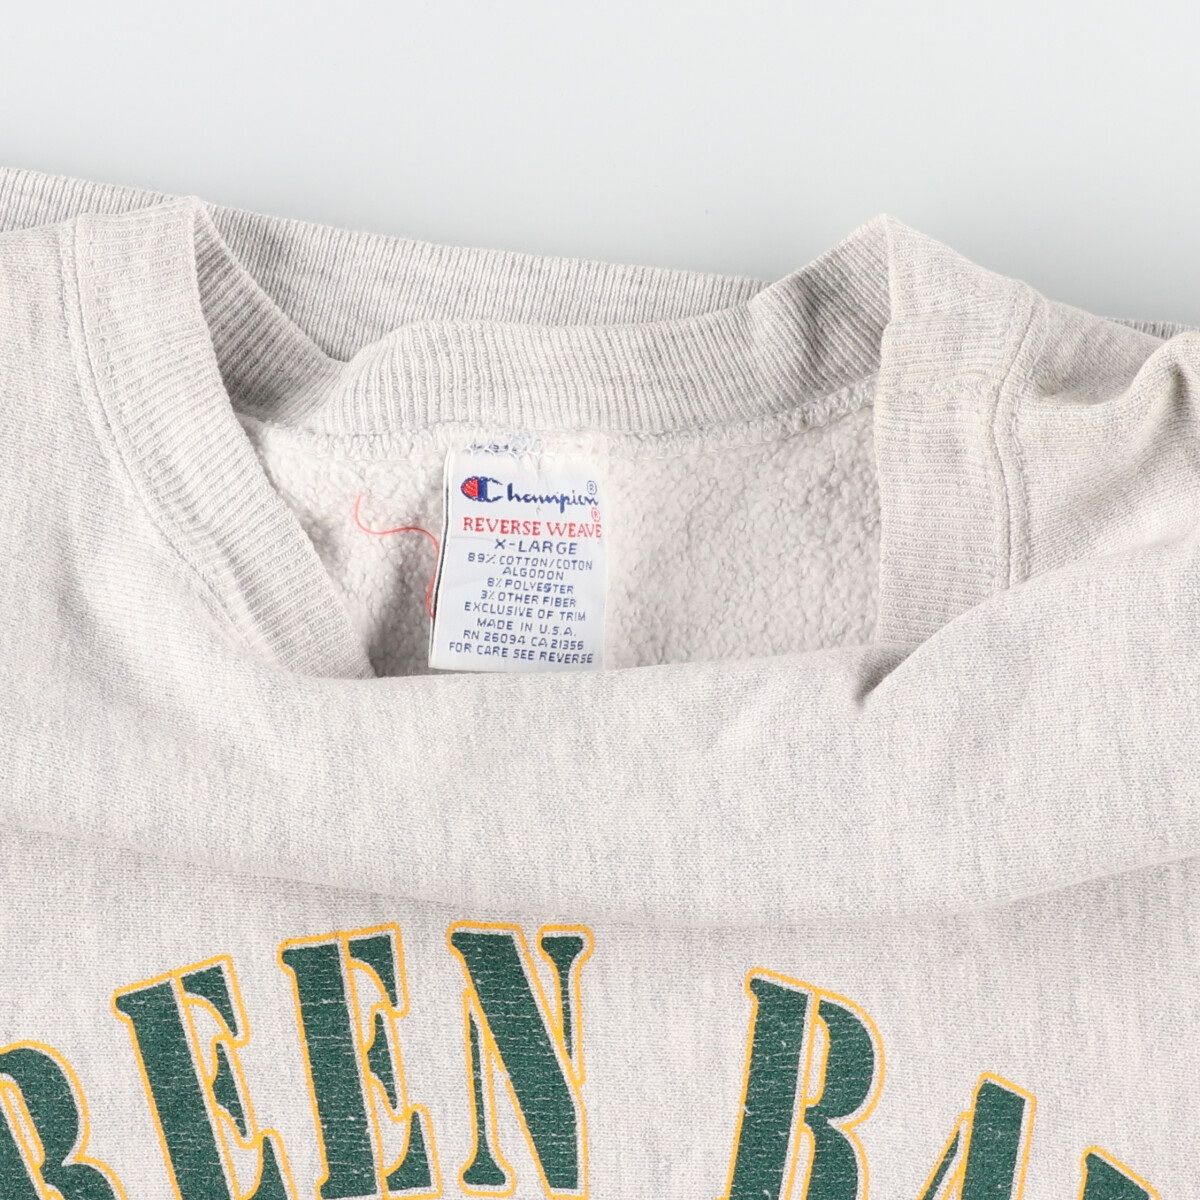 Champion®
REVERSE WEAVE®
X-LARGE
89% COTTON/COTON
ALGODON
8% POLYESTER
3% OTHER FIBER
EXCLUSIVE OF TRIM
MADE IN U.S.A.
RN 26094 CA 21356
FOR CARE SEE REVERSE
REEN BA